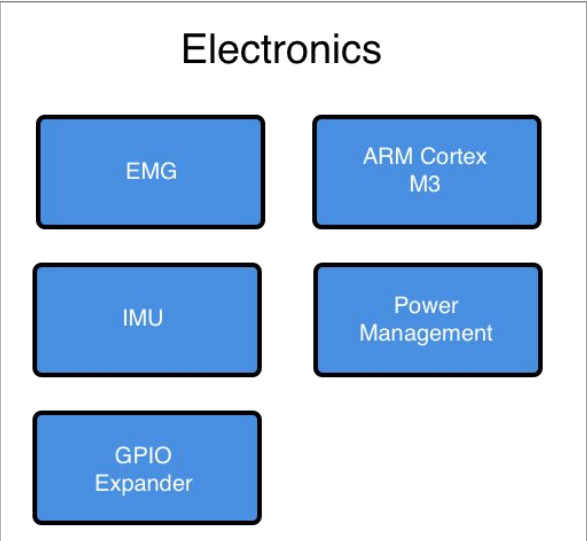 Electronics
EMG
ARM Cortex
M3
IMU
Power
Management
GPIO
Expander